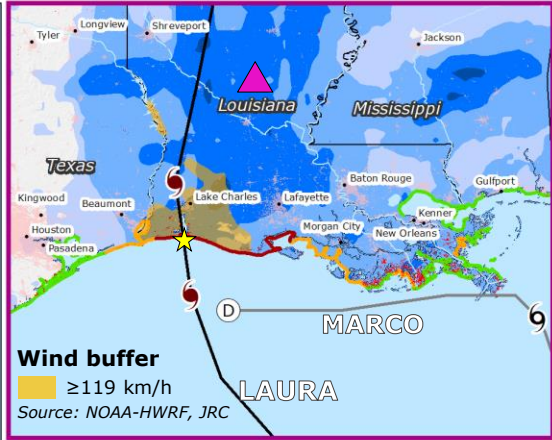 Longview
Shreveport
Tyler
Jackson
Louisiana
Mississippi
Texas
Baton Rouge
Kingwood
Beaumont
Lake Charles
Lafayette
Gulfport
Kenner
Houston
Morgan City
New Orleans
Pasadena
D
MARCO
Wind buffer
≥119 km/h
LAURA
Source: NOAA-HWRF, JRC